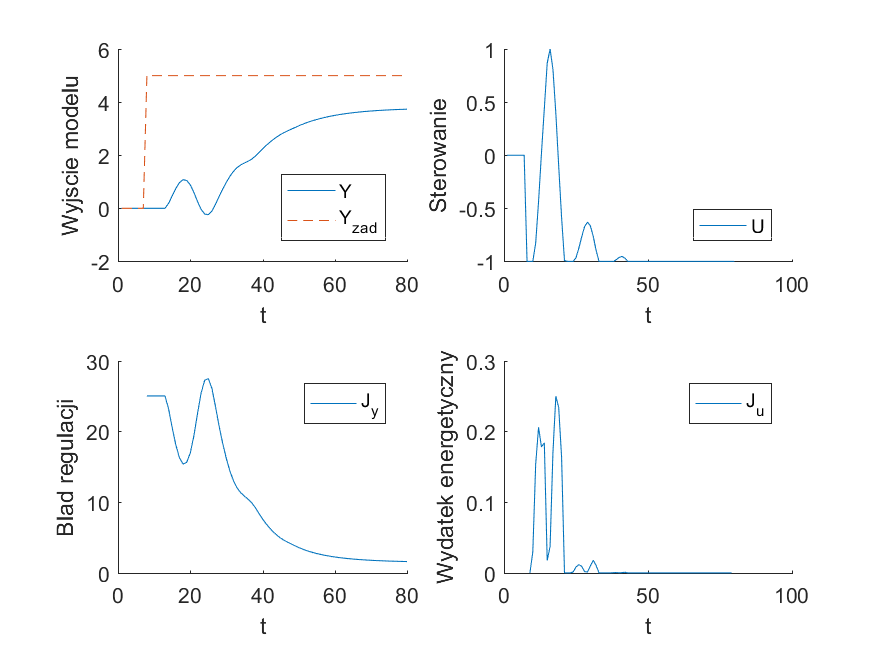 Wyjscie modelu
6
4
2
0
-2
0
20
40
60
80
t
Y
Y_zad
Sterowanie
1
0.5
0
-0.5
-1
0
50
100
t
U
Blad regulacji
30
20
10
0
0
20
40
60
80
t
J_y
Wydatek energetyczny
0.3
0.2
0.1
0
0
50
100
t
J_u